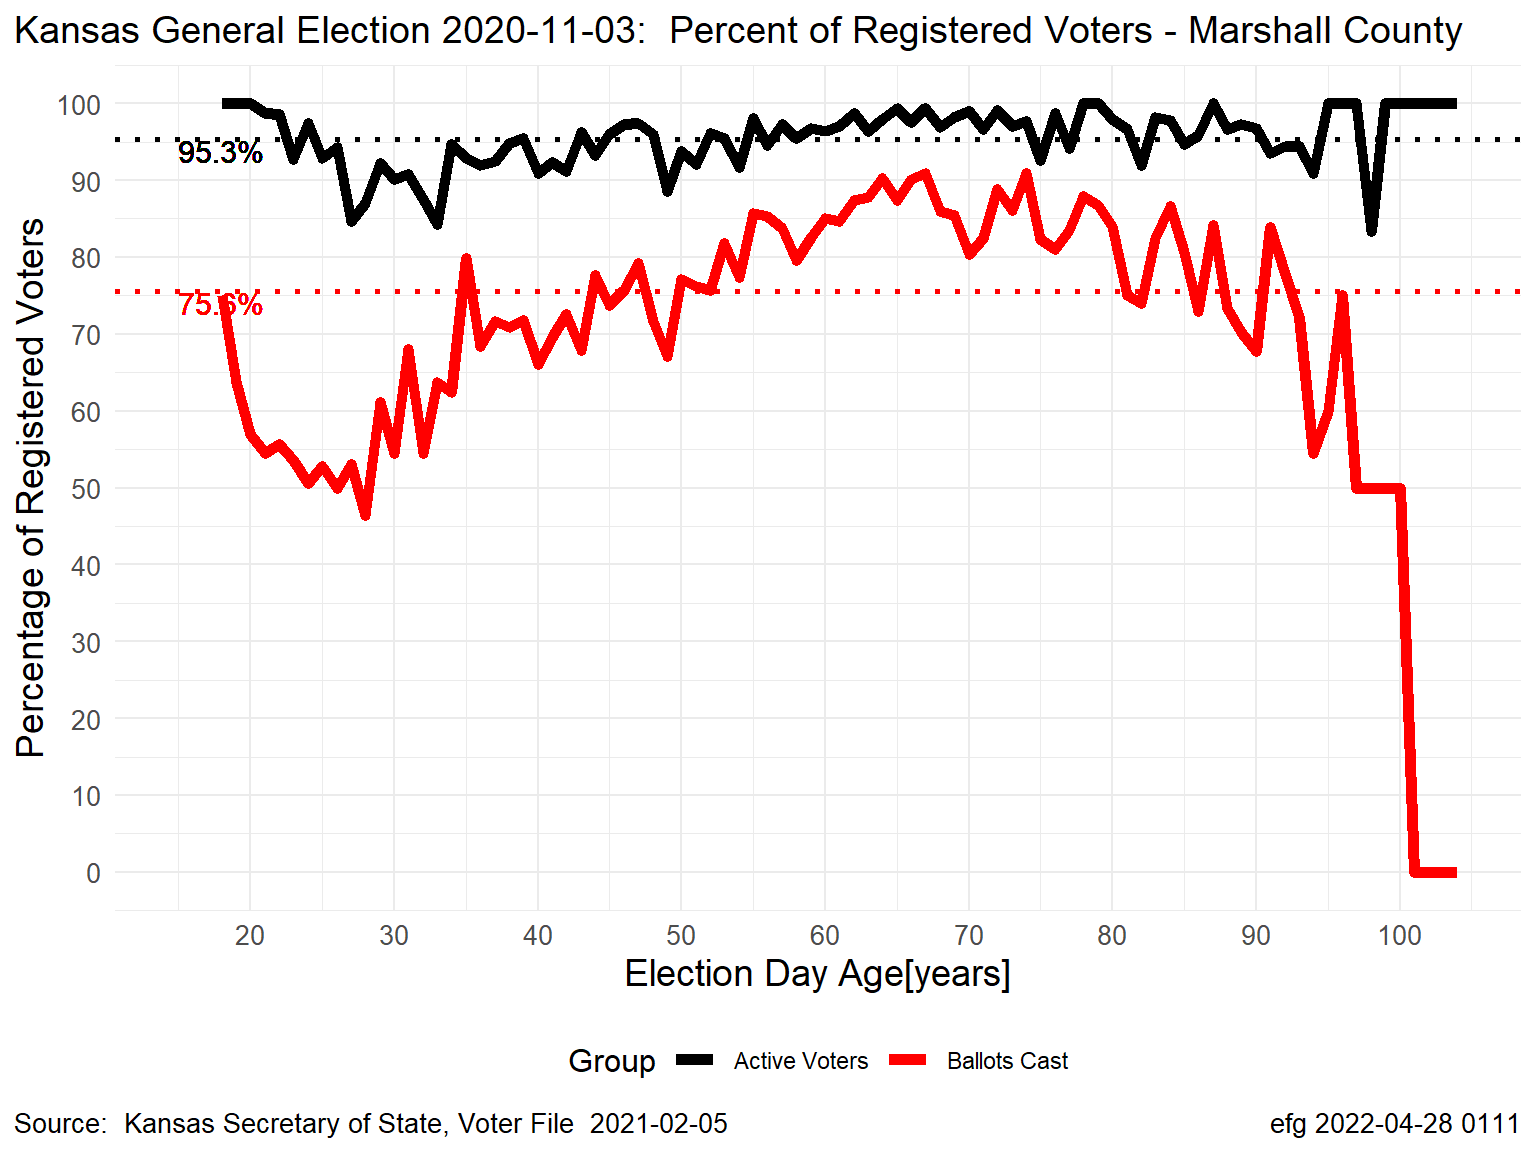 Kansas General Election 2020-11-03:  Percent of Registered Voters - Marshall County
Percentage of Registered Voters
100
90
80
70
60
50
40
30
20
10
0
95.3%
75.6%
20 30 40 50 60 70 80 90 100
Election Day Age[years]
Group Active Voters Ballots Cast
Source:  Kansas Secretary of State, Voter File  2021-02-05
efg 2022-04-28 0111